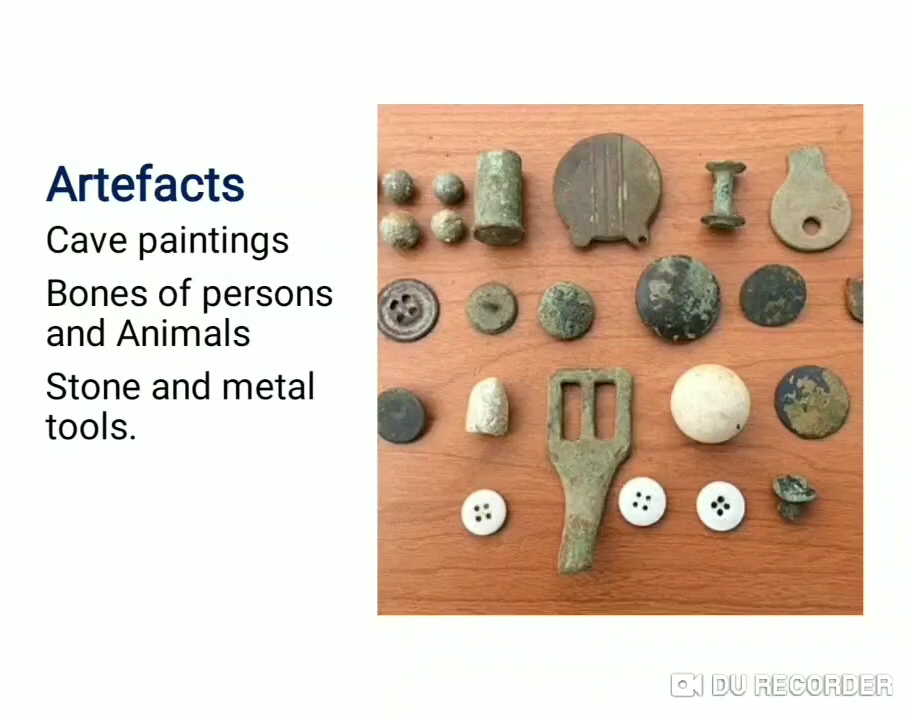 Artefacts
Cave paintings
Bones of persons
and Animals
Stone and metal
tools.
DU RECORDER